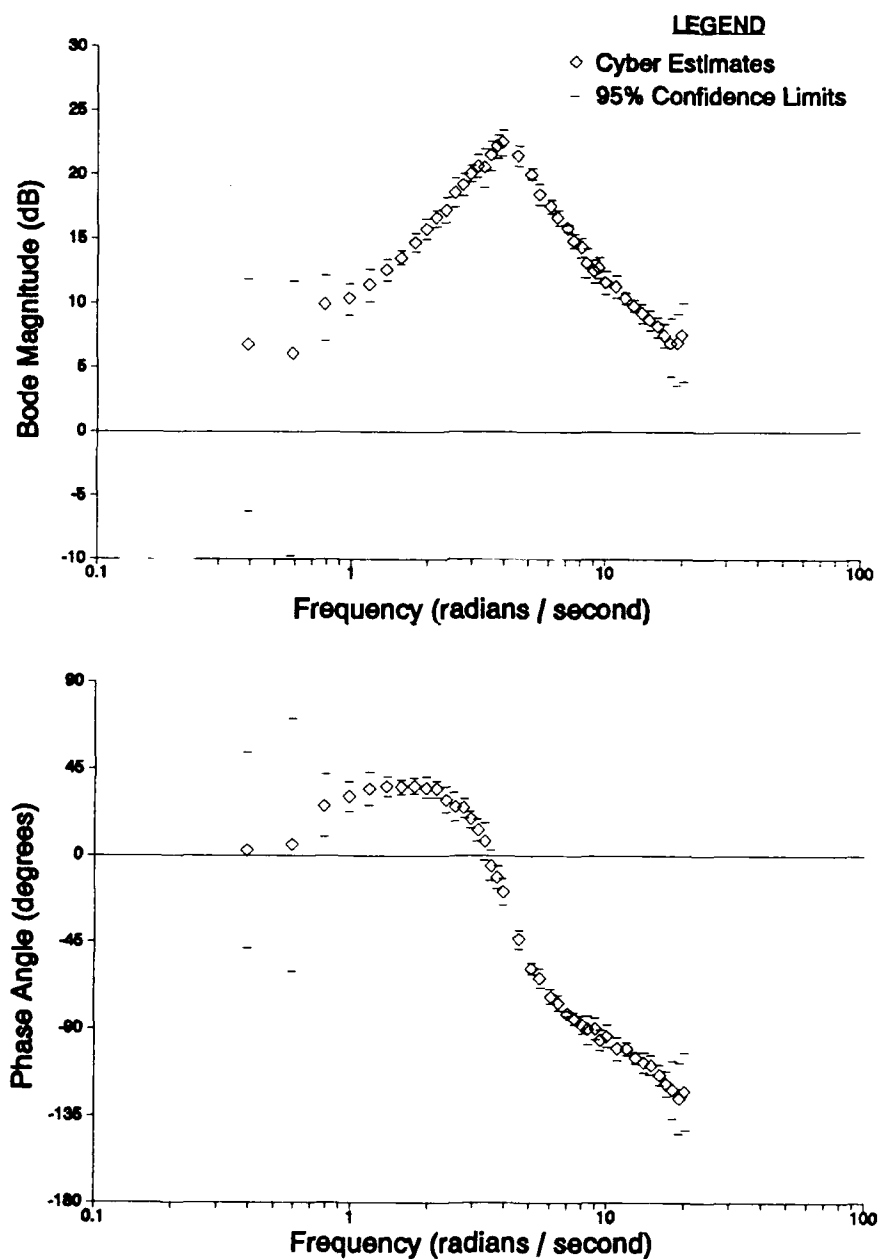 LEGEND
◇ Cyber Estimates
– 95% Confidence Limits
Bode Magnitude (dB)
30
25
20
15
10
5
0
-5
-10
0.1 1 10 100
Frequency (radians / second)
Phase Angle (degrees)
90
45
0
-45
-90
-135
-180
0.1 1 10 100
Frequency (radians / second)